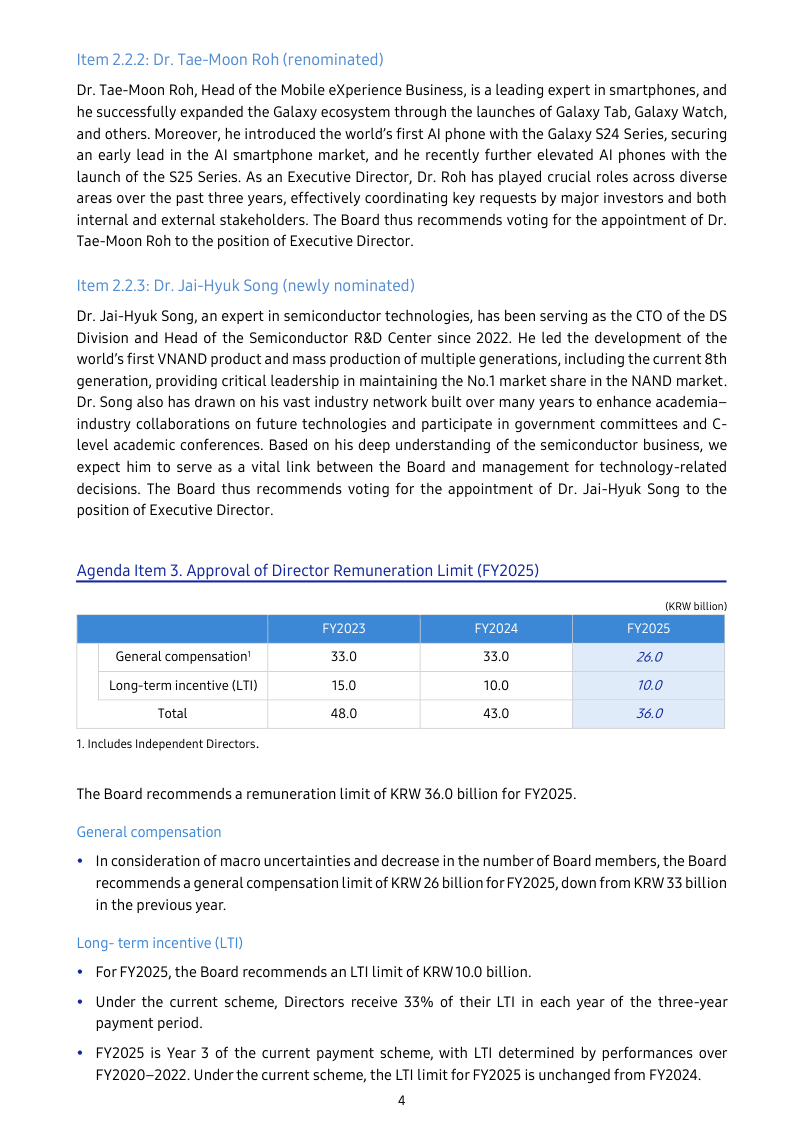 Item 2.2.2: Dr. Tae-Moon Roh (renominated)
Dr. Tae-Moon Roh, Head of the Mobile eXperience Business, is a leading expert in smartphones, and
he successfully expanded the Galaxy ecosystem through the launches of Galaxy Tab, Galaxy Watch,
and others. Moreover, he introduced the world's first AI phone with the Galaxy S24 Series, securing
an early lead in the AI smartphone market, and he recently further elevated AI phones with the
launch of the S25 Series. As an Executive Director, Dr. Roh has played crucial roles across diverse
areas over the past three years, effectively coordinating key requests by major investors and both
internal and external stakeholders. The Board thus recommends voting for the appointment of Dr.
Tae-Moon Roh to the position of Executive Director.
Item 2.2.3: Dr. Jai-Hyuk Song (newly nominated)
Dr. Jai-Hyuk Song, an expert in semiconductor technologies, has been serving as the CTO of the DS
Division and Head of the Semiconductor R&D Center since 2022. He led the development of the
world's first VNAND product and mass production of multiple generations, including the current 8th
generation, providing critical leadership in maintaining the No.1 market share in the NAND market.
Dr. Song also has drawn on his vast industry network built over many years to enhance academia–
industry collaborations on future technologies and participate in government committees and C-
level academic conferences. Based on his deep understanding of the semiconductor business, we
expect him to serve as a vital link between the Board and management for technology-related
decisions. The Board thus recommends voting for the appointment of Dr. Jai-Hyuk Song to the
position of Executive Director.
Agenda Item 3. Approval of Director Remuneration Limit (FY2025)
(KRW billion)
FY2023 FY2024 FY2025
General compensation¹ 33.0 33.0 26.0
Long-term incentive (LTI) 15.0 10.0 10.0
Total 48.0 43.0 36.0
1. Includes Independent Directors.
The Board recommends a remuneration limit of KRW 36.0 billion for FY2025.
General compensation
• In consideration of macro uncertainties and decrease in the number of Board members, the Board
recommends a general compensation limit of KRW 26 billion for FY2025, down from KRW 33 billion
in the previous year.
Long- term incentive (LTI)
• For FY2025, the Board recommends an LTI limit of KRW 10.0 billion.
• Under the current scheme, Directors receive 33% of their LTI in each year of the three-year
payment period.
• FY2025 is Year 3 of the current payment scheme, with LTI determined by performances over
FY2020–2022. Under the current scheme, the LTI limit for FY2025 is unchanged from FY2024.
4